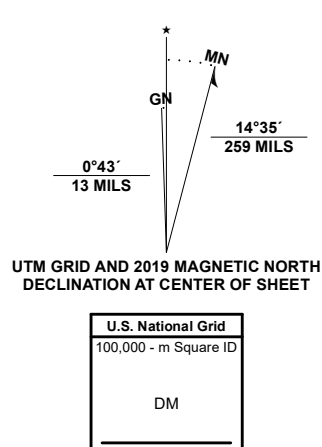 ★
MN
GN
14°35´
259 MILS
0°43´
13 MILS
UTM GRID AND 2019 MAGNETIC NORTH
DECLINATION AT CENTER OF SHEET
U.S. National Grid
100,000 - m Square ID
DM